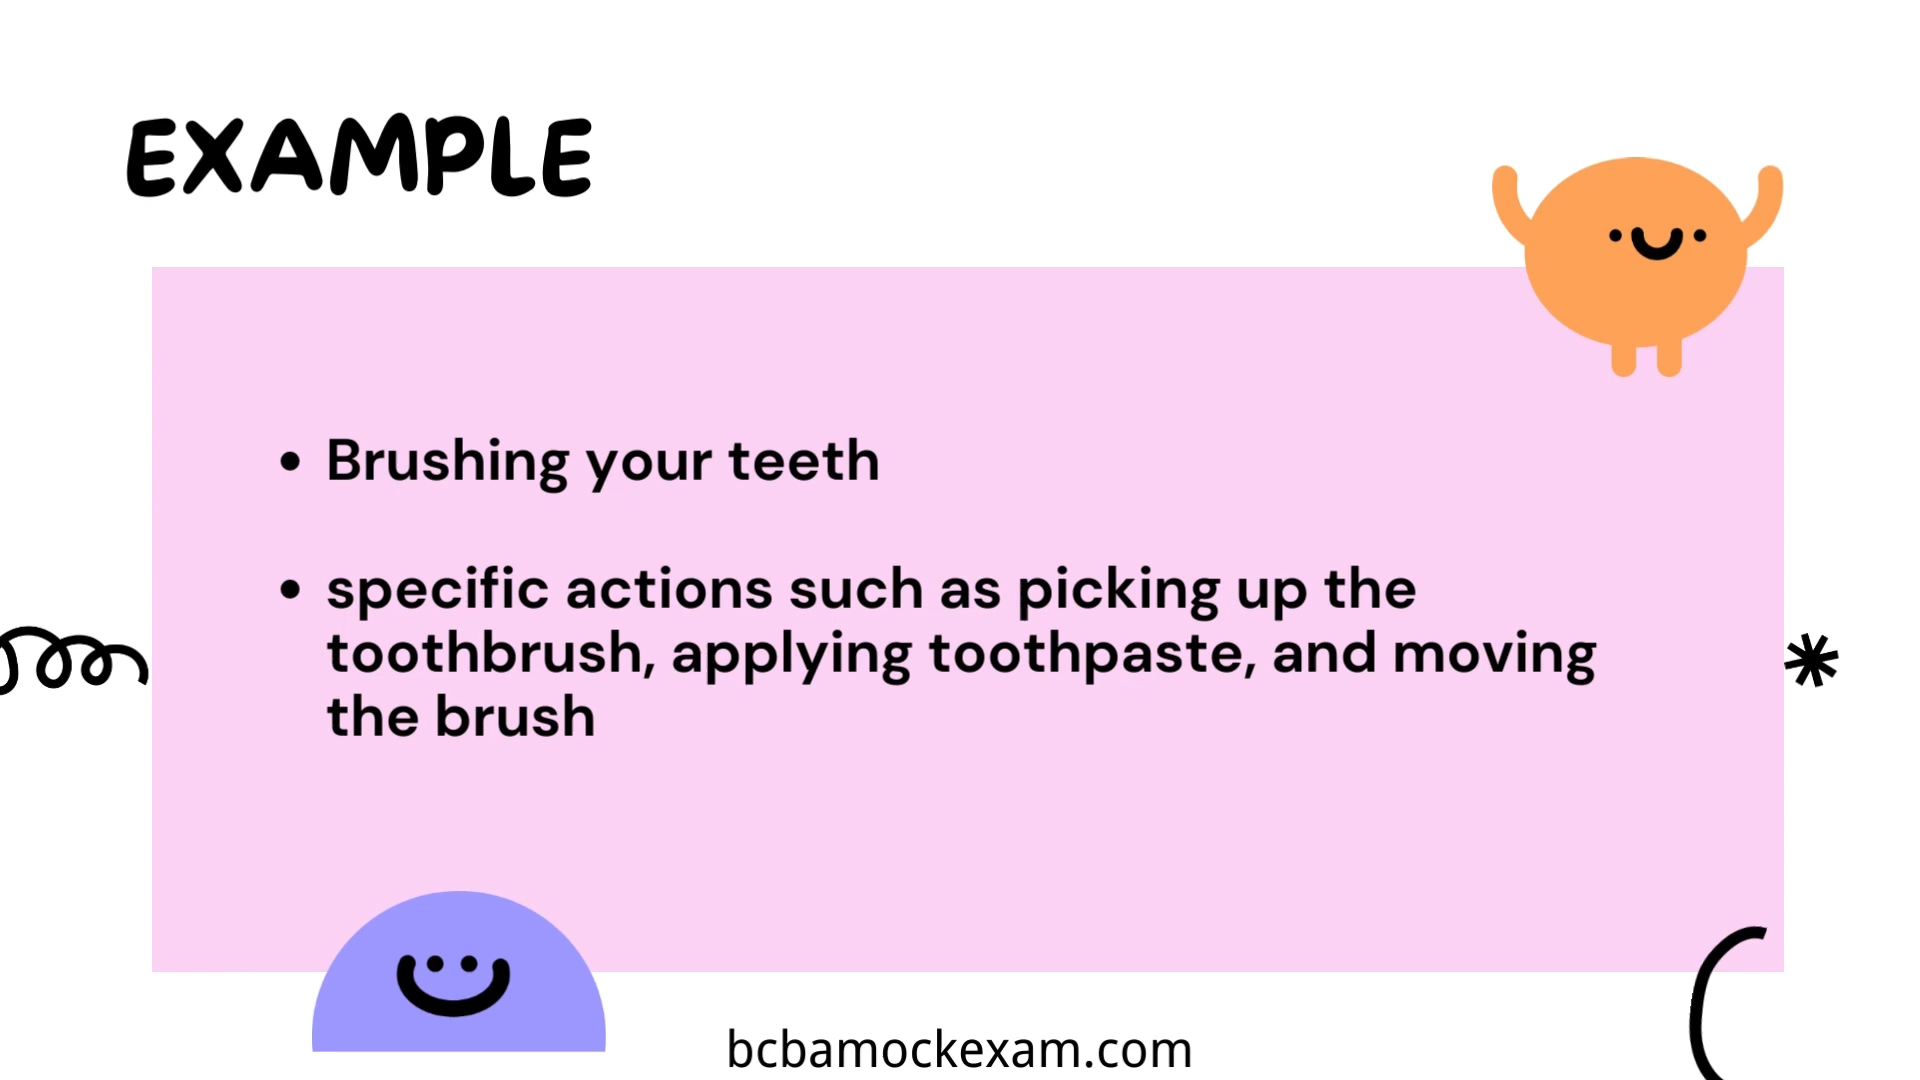 EXAMPLE
• Brushing your teeth
• specific actions such as picking up the
toothbrush, applying toothpaste, and moving
the brush
bcbamockexam.com